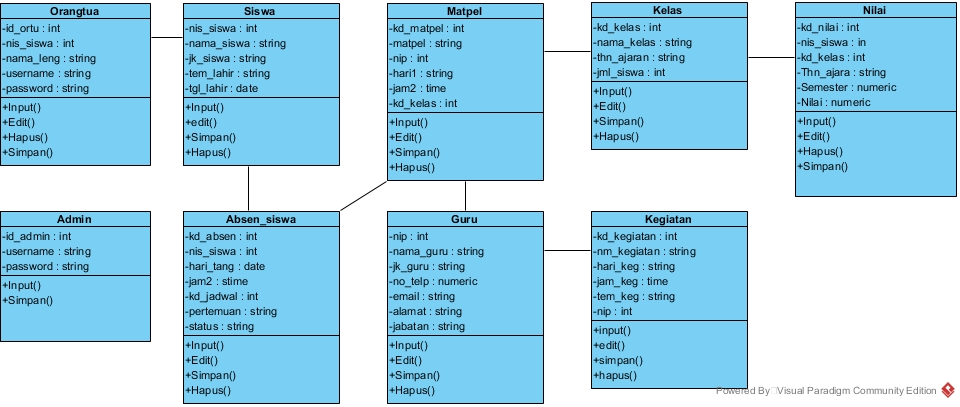 Orangtua
-id_ortu : int
-nis_siswa : int
-nama_leng : string
-username : string
-password : string
+Input()
+Edit()
+Hapus()
+Simpan()
Siswa
-nis_siswa : int
-nama_siswa : string
-jk_siswa : string
-tem_lahir : string
-tgl_lahir : date
+Input()
+edit()
+Simpan()
+Hapus()
Matpel
-kd_matpel : int
-matpel : string
-nip : int
-hari1 : string
-jam2 : time
-kd_kelas : int
+Input()
+Edit()
+Simpan()
+Hapus()
Kelas
-kd_kelas : int
-nama_kelas : string
-thn_ajaran : string
-jml_siswa : int
+Input()
+Edit()
+Simpan()
+Hapus()
Nilai
-kd_nilai : int
-nis_siswa : in
-kd_kelas : int
-Thn_ajara : string
-Semester : numeric
-Nilai : numeric
+Input()
+Edit()
+Hapus()
+Simpan()
Admin
-id_admin : int
-username : string
-password : string
+Input()
+Simpan()
Absen_siswa
-kd_absen : int
-nis_siswa : int
-hari_tang : date
-jam2 : stime
-kd_jadwal : int
-pertemuan : string
-status : string
+Input()
+Edit()
+Simpan()
+Hapus()
Guru
-nip : int
-nama_guru : string
-jk_guru : string
-no_telp : numeric
-email : string
-alamat : string
-jabatan : string
+Input()
+Edit()
+Simpan()
+Hapus()
Kegiatan
-kd_kegiatan : int
-nm_kegiatan : string
-hari_keg : string
-jam_keg : time
-tem_keg : string
-nip : int
+input()
+edit()
+simpan()
+hapus()
Powered By Visual Paradigm Community Edition